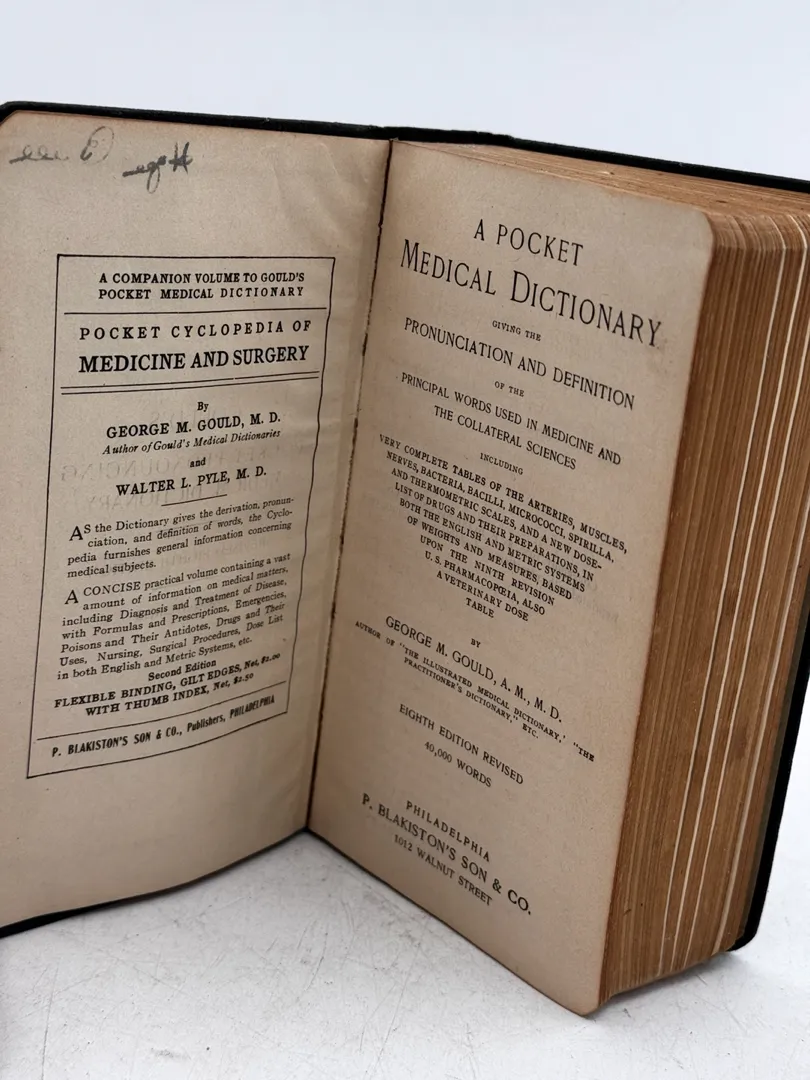 A COMPANION VOLUME TO GOULD'S
POCKET MEDICAL DICTIONARY
POCKET CYCLOPEDIA OF
MEDICINE AND SURGERY
By
GEORGE M. GOULD, M. D.
Author of Gould's Medical Dictionaries
and
WALTER L. PYLE, M. D.
AS the Dictionary gives the derivation, pronun-
ciation, and definition of words, the Cyclo-
pedia furnishes general information concerning
medical subjects.
A CONCISE practical volume containing a vast
amount of information on medical matters,
including Diagnosis and Treatment of Disease,
with Formulas and Prescriptions, Emergencies,
Poisons and Their Antidotes, Drugs and Their
Uses, Nursing, Surgical Procedures, Dose List
in both English and Metric Systems, etc.
Second Edition
FLEXIBLE BINDING, GILT EDGES, Net, $1.00
WITH THUMB INDEX, Net, $1.50
P. BLAKISTON'S SON & CO., Publishers, PHILADELPHIA
A POCKET
MEDICAL DICTIONARY
GIVING THE
PRONUNCIATION AND DEFINITION
OF THE
PRINCIPAL WORDS USED IN MEDICINE AND
THE COLLATERAL SCIENCES
INCLUDING
VERY COMPLETE TABLES OF THE ARTERIES, MUSCLES,
NERVES, BACTERIA, BACILLI, MICROCOCCI, SPIRILLA,
AND THERMOMETRIC SCALES, AND A NEW DOSE-
LIST OF DRUGS AND THEIR PREPARATIONS, IN
BOTH THE ENGLISH AND METRIC SYSTEMS
OF WEIGHTS AND MEASURES, BASED
UPON THE NINTH REVISION
U. S. PHARMACOPŒIA, ALSO
A VETERINARY DOSE
TABLE
BY
GEORGE M. GOULD, A. M., M. D.
AUTHOR OF "THE ILLUSTRATED MEDICAL DICTIONARY," "THE
PRACTITIONER'S DICTIONARY," ETC.
EIGHTH EDITION REVISED
40,000 WORDS
PHILADELPHIA
P. BLAKISTON'S SON & CO.
1012 WALNUT STREET